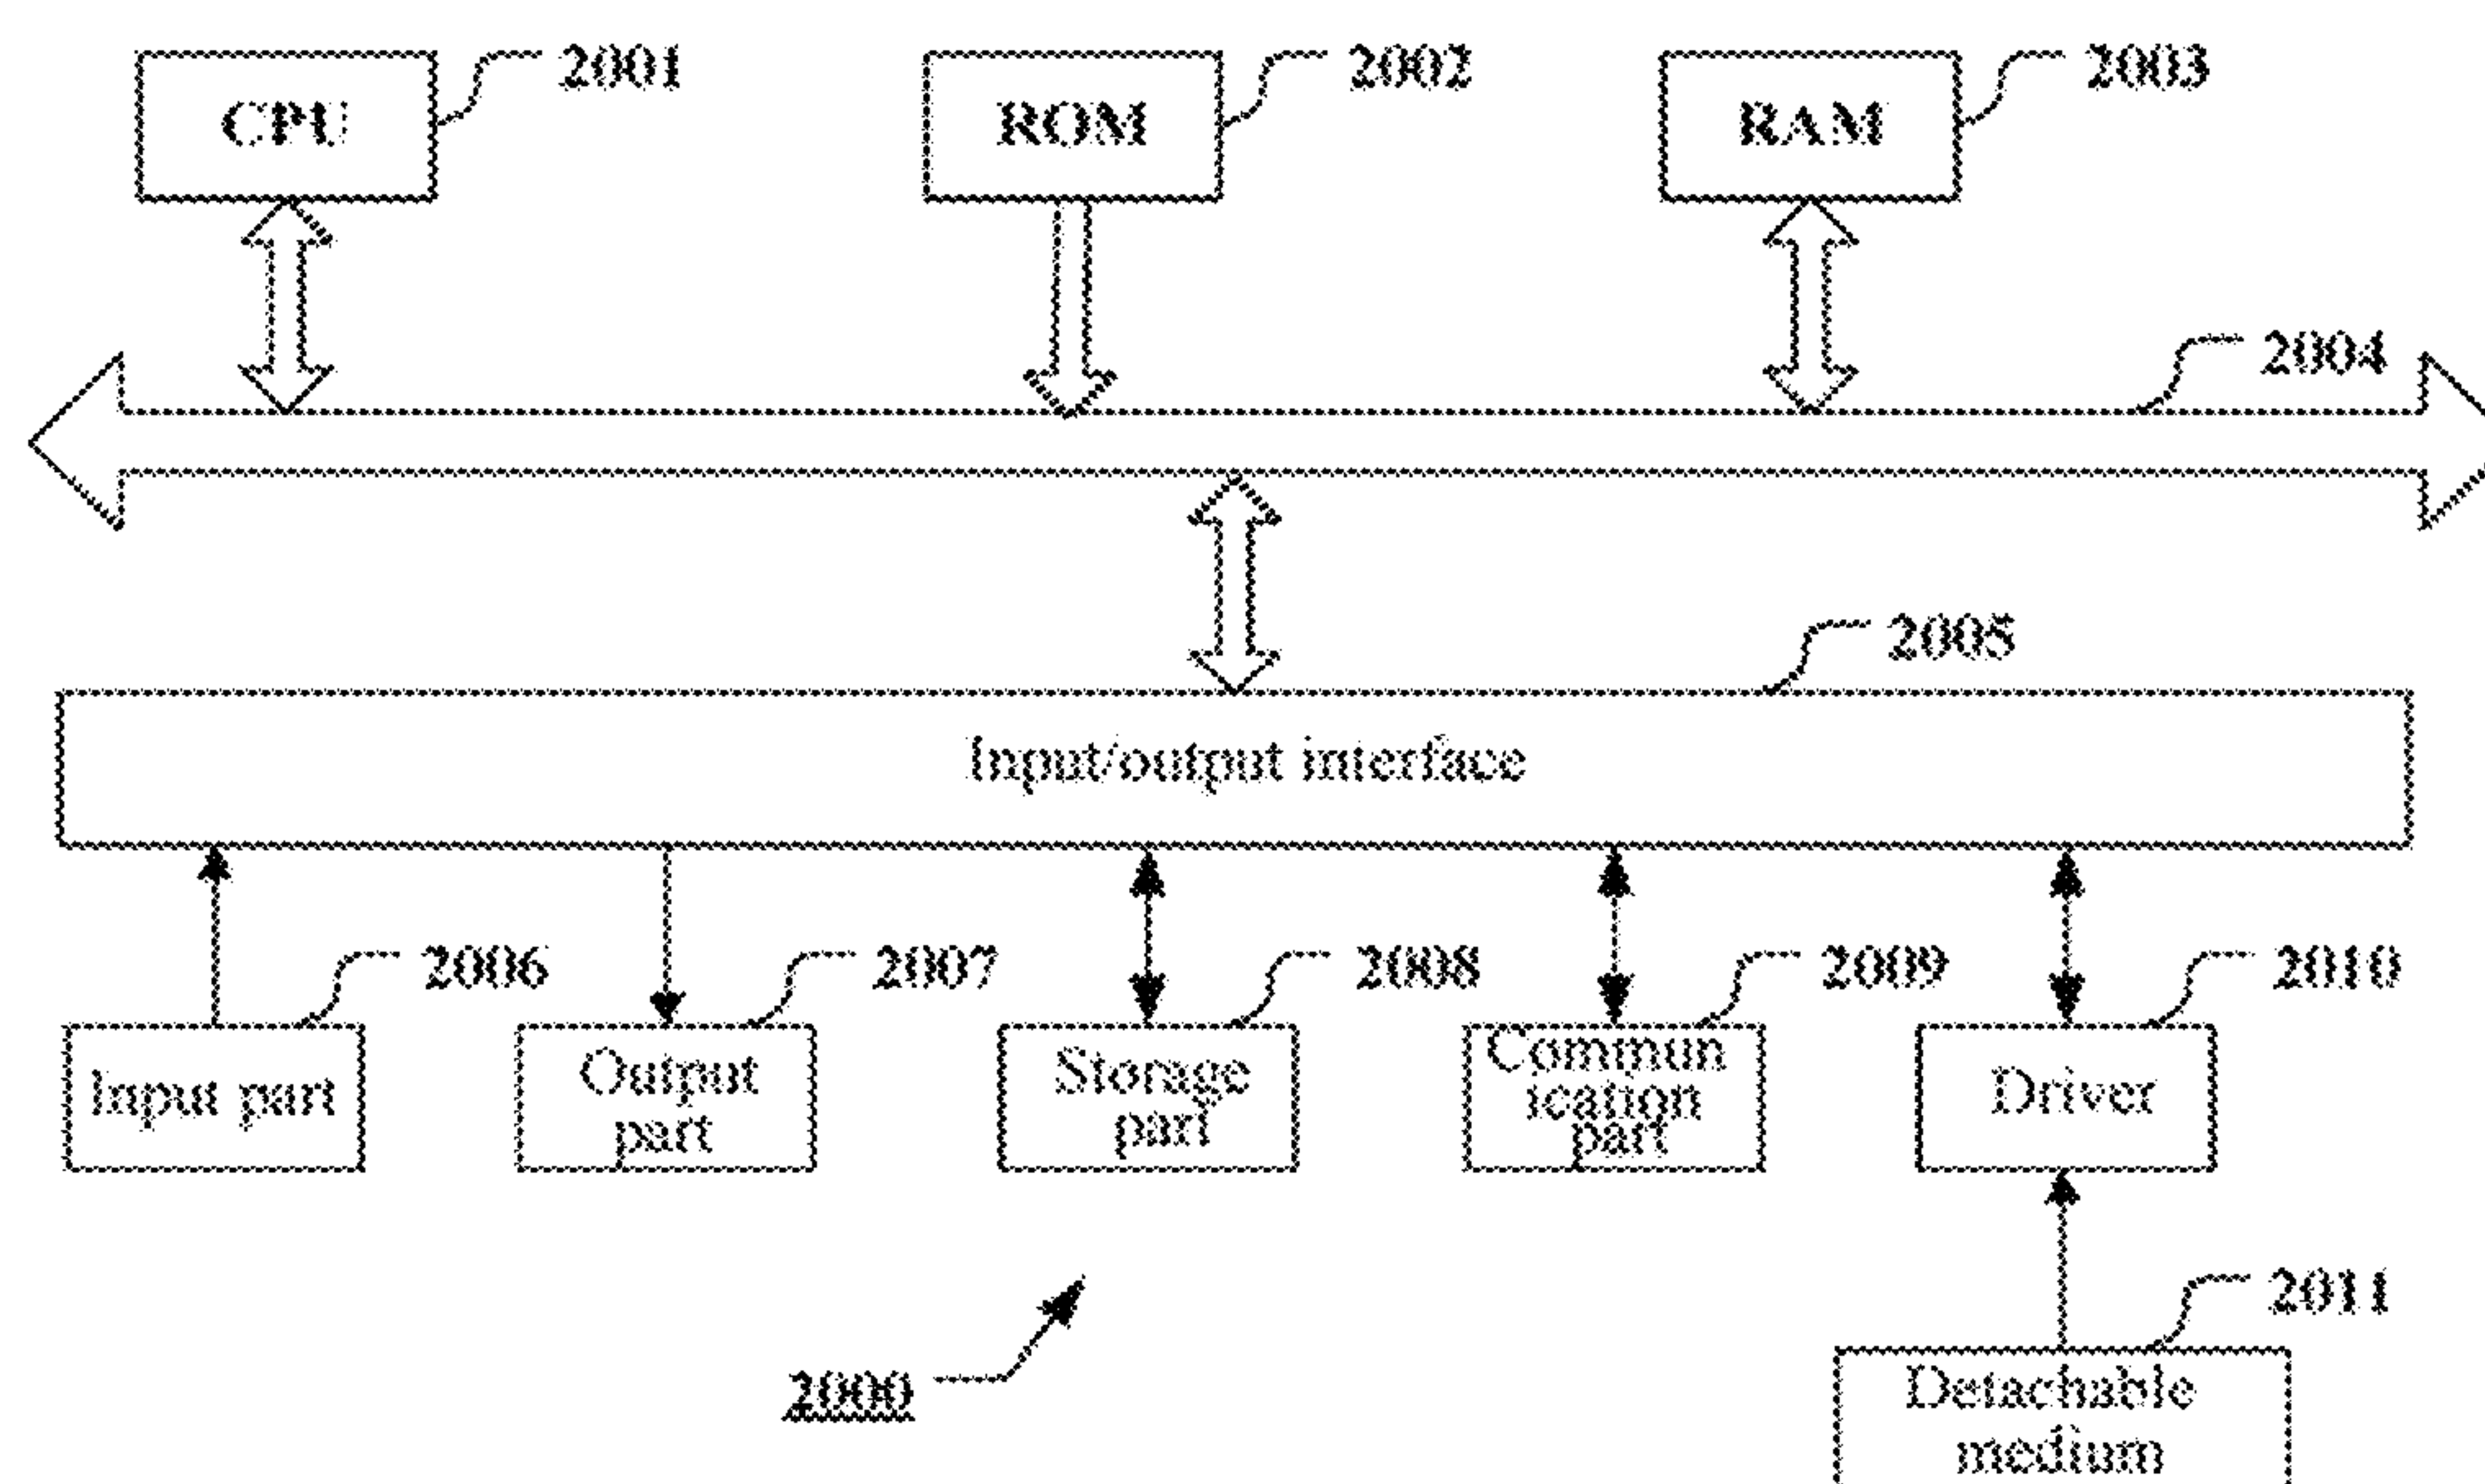 CPU
2001
ROM
2002
RAM
2003
2004
2005
Input/output interface
2006
2007
2008
2009
2010
Input part
Output
part
Storage
part
Commun
ication
part
Driver
2011
2000
Detachable
medium